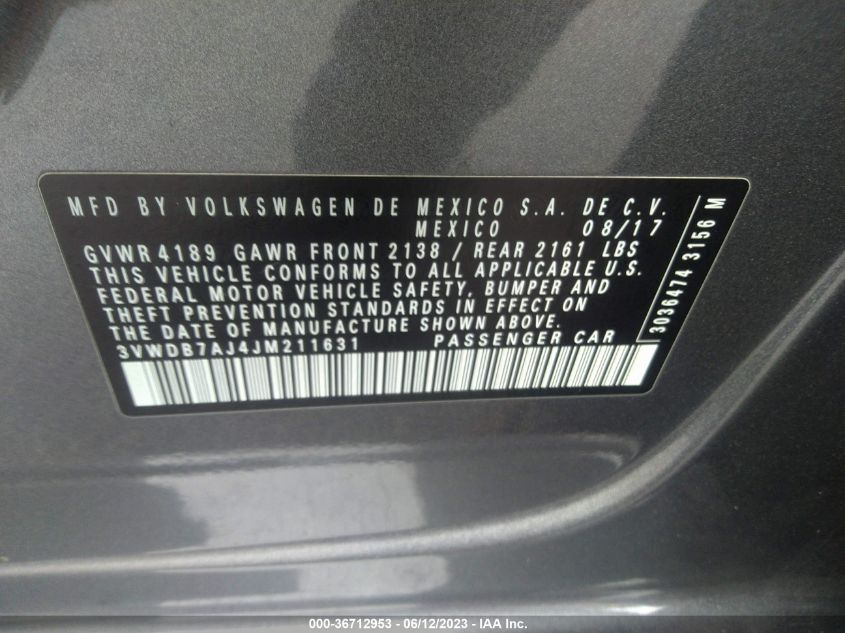 MFD BY VOLKSWAGEN DE MEXICO S.A. DE C.V.
MEXICO 08/17
GVWR 4189 GAWR FRONT 2138 / REAR 2161 LBS
THIS VEHICLE CONFORMS TO ALL APPLICABLE U.S.
FEDERAL MOTOR VEHICLE SAFETY, BUMPER AND
THEFT PREVENTION STANDARDS IN EFFECT ON
THE DATE OF MANUFACTURE SHOWN ABOVE.
3VWDB7AJ4JM211631 PASSENGER CAR
3036474 3156 M
000-36712953 - 06/12/2023 - IAA Inc.